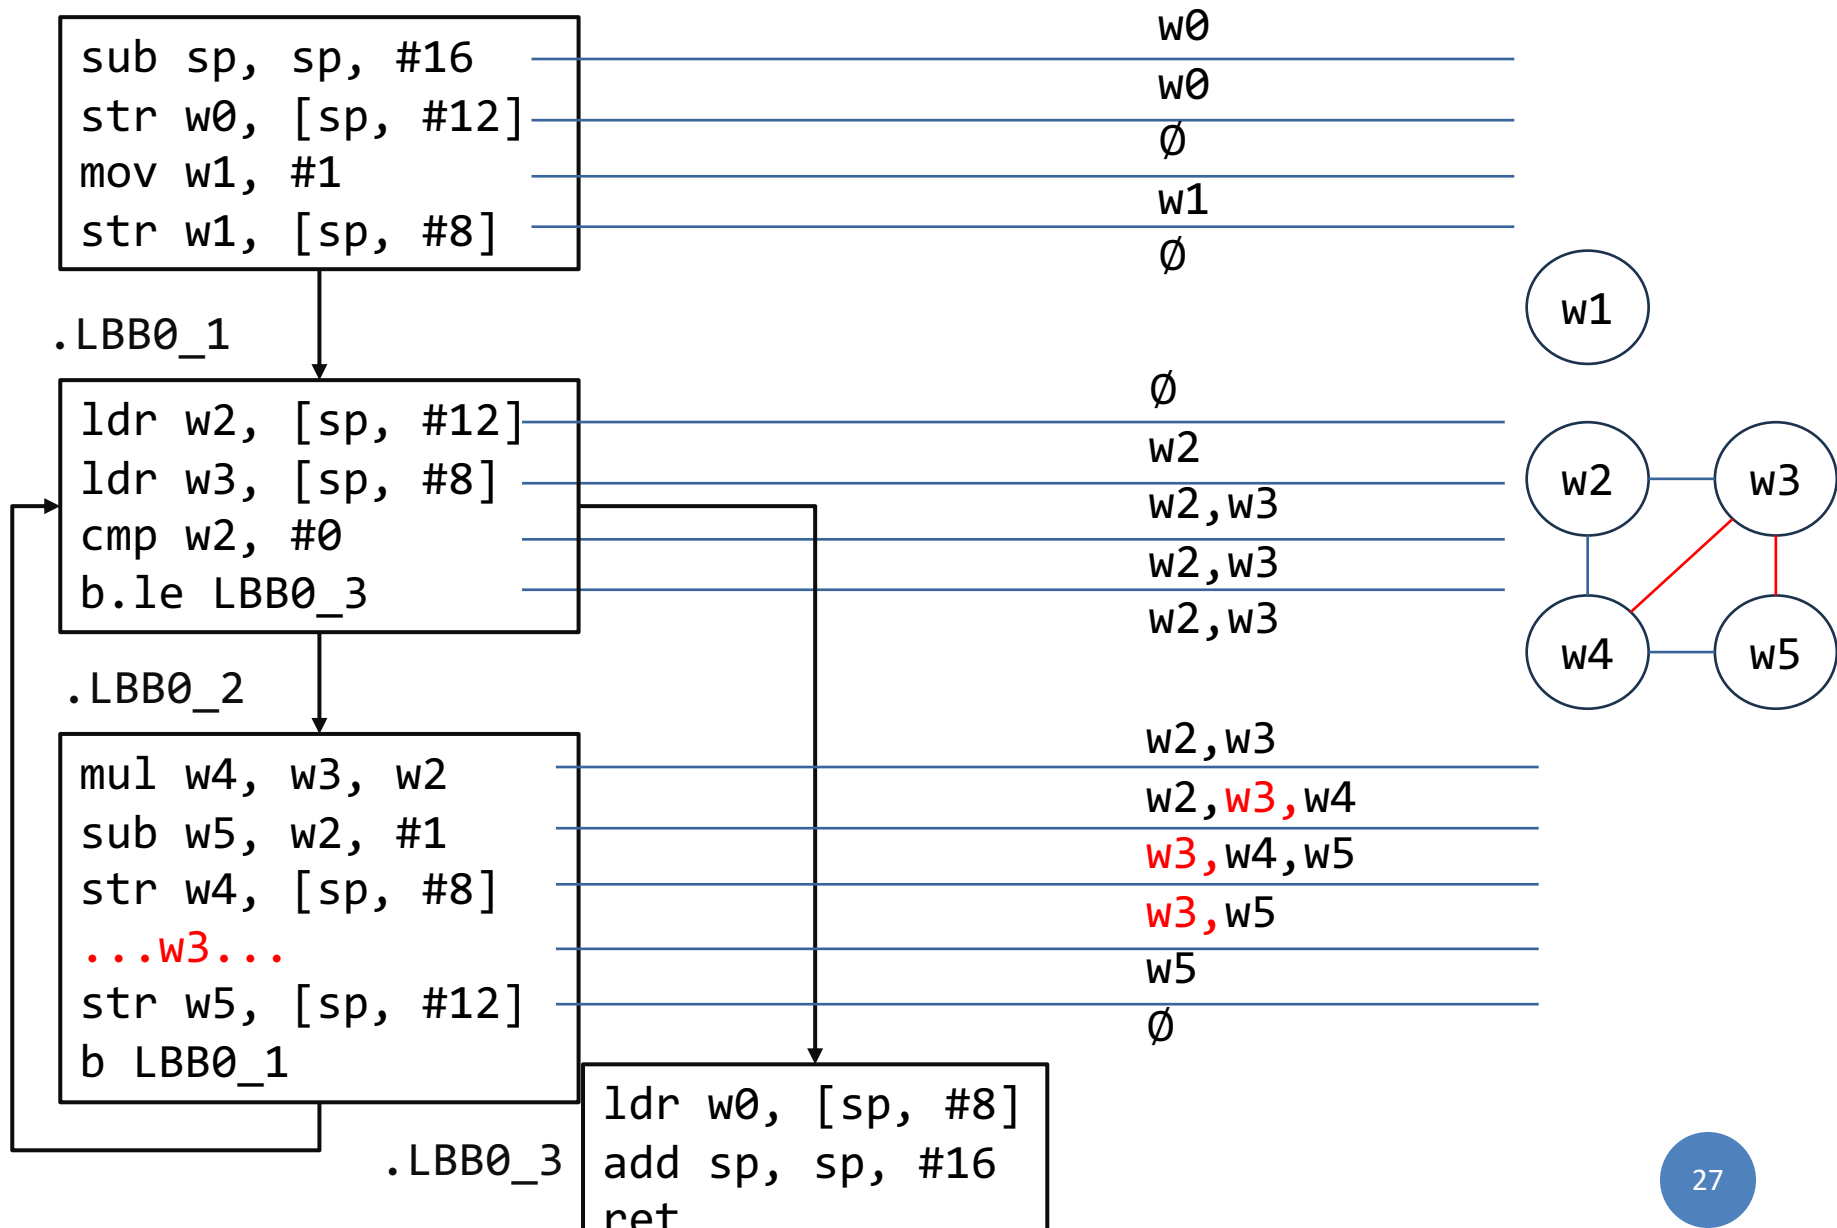 sub sp, sp, #16
str w0, [sp, #12]
mov w1, #1
str w1, [sp, #8]
w0
w0
Ø
w1
Ø
.LBB0_1
ldr w2, [sp, #12]
ldr w3, [sp, #8]
cmp w2, #0
b.le LBB0_3
Ø
w2
w2,w3
w2,w3
w2,w3
.LBB0_2
mul w4, w3, w2
sub w5, w2, #1
str w4, [sp, #8]
...w3...
str w5, [sp, #12]
b LBB0_1
w2,w3
w2,w3,w4
w3,w4,w5
w3,w5
w5
Ø
.LBB0_3
ldr w0, [sp, #8]
add sp, sp, #16
ret
w1
w2
w3
w4
w5
27